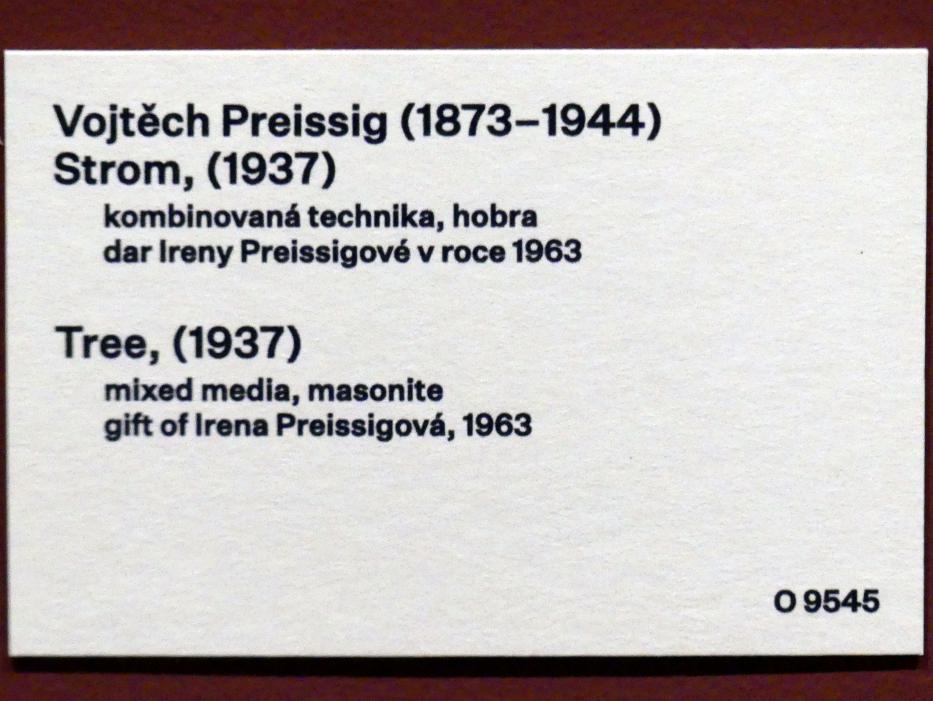 Vojtěch Preissig (1873–1944)
Strom, (1937)
kombinovaná technika, hobra
dar Ireny Preissigové v roce 1963
Tree, (1937)
mixed media, masonite
gift of Irena Preissigová, 1963
O 9545